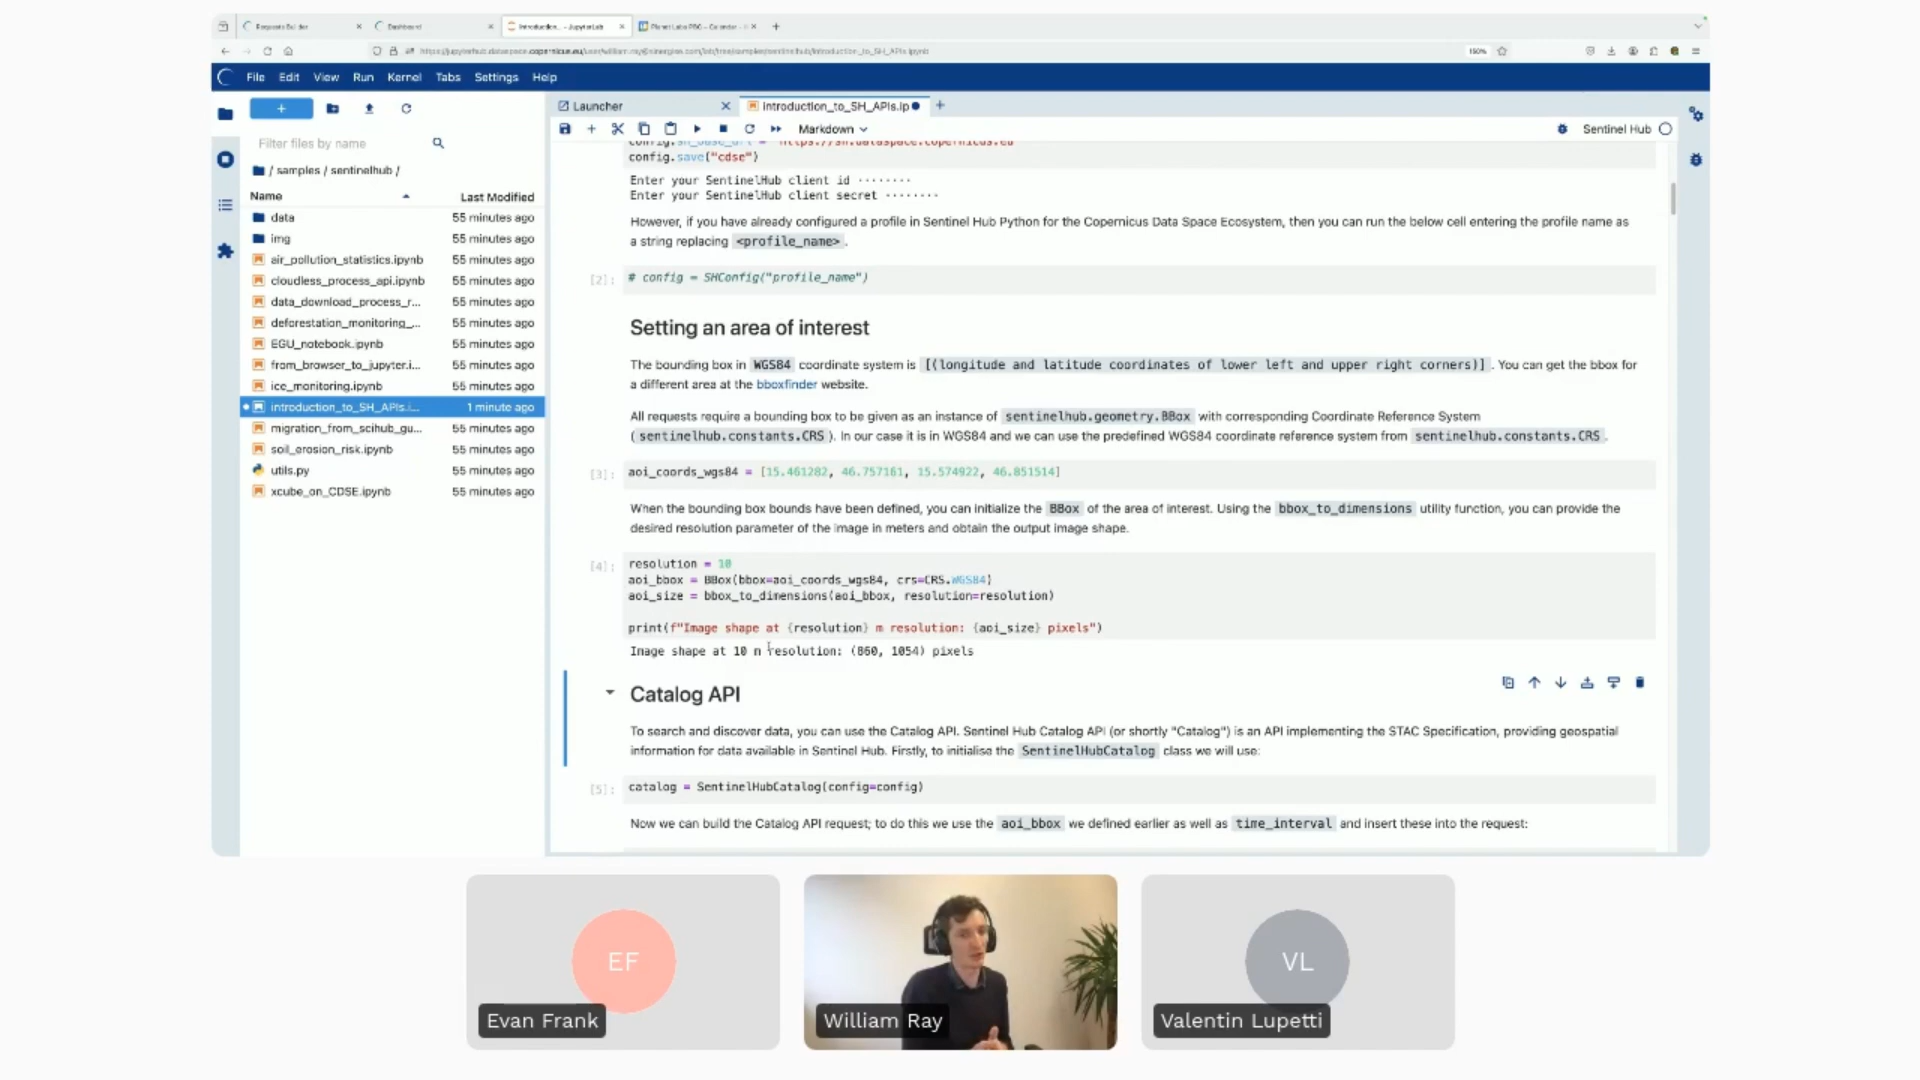 Requests Builder
Dashboard
Introduction... - JupyterLab
Planet Labs PBC - Calendar -
150%
File Edit View Run Kernel Tabs Settings Help
Launcher
introduction_to_SH_APIs.ip
Filter files by name
Markdown
Sentinel Hub
/ samples / sentinelhub /
Name Last Modified
data 55 minutes ago
img 55 minutes ago
air_pollution_statistics.ipynb 55 minutes ago
cloudless_process_api.ipynb 55 minutes ago
data_download_process_r... 55 minutes ago
deforestation_monitoring_... 55 minutes ago
EGU_notebook.ipynb 55 minutes ago
from_browser_to_jupyter.i... 55 minutes ago
ice_monitoring.ipynb 55 minutes ago
introduction_to_SH_APIs.i... 1 minute ago
migration_from_scihub_gu... 55 minutes ago
soil_erosion_risk.ipynb 55 minutes ago
utils.py 55 minutes ago
xcube_on_CDSE.ipynb 55 minutes ago
config.sh_base_url = "https://sh.dataspace.copernicus.eu"
config.save("cdse")
Enter your SentinelHub client id ········
Enter your SentinelHub client secret ········
However, if you have already configured a profile in Sentinel Hub Python for the Copernicus Data Space Ecosystem, then you can run the below cell entering the profile name as
a string replacing <profile_name> .
[2]: # config = SHConfig("profile_name")
Setting an area of interest
The bounding box in WGS84 coordinate system is [(longitude and latitude coordinates of lower left and upper right corners)] . You can get the bbox for
a different area at the bboxfinder website.
All requests require a bounding box to be given as an instance of sentinelhub.geometry.BBox with corresponding Coordinate Reference System
( sentinelhub.constants.CRS ). In our case it is in WGS84 and we can use the predefined WGS84 coordinate reference system from sentinelhub.constants.CRS .
[3]: aoi_coords_wgs84 = [15.461282, 46.757161, 15.574922, 46.851514]
When the bounding box bounds have been defined, you can initialize the BBox of the area of interest. Using the bbox_to_dimensions utility function, you can provide the
desired resolution parameter of the image in meters and obtain the output image shape.
[4]: resolution = 10
aoi_bbox = BBox(bbox=aoi_coords_wgs84, crs=CRS.WGS84)
aoi_size = bbox_to_dimensions(aoi_bbox, resolution=resolution)
print(f"Image shape at {resolution} m resolution: {aoi_size} pixels")
Image shape at 10 m resolution: (860, 1054) pixels
Catalog API
To search and discover data, you can use the Catalog API. Sentinel Hub Catalog API (or shortly "Catalog") is an API implementing the STAC Specification, providing geospatial
information for data available in Sentinel Hub. Firstly, to initialise the SentinelHubCatalog class we will use:
[5]: catalog = SentinelHubCatalog(config=config)
Now we can build the Catalog API request; to do this we use the aoi_bbox we defined earlier as well as time_interval and insert these into the request:
EF
VL
Evan Frank
William Ray
Valentin Lupetti